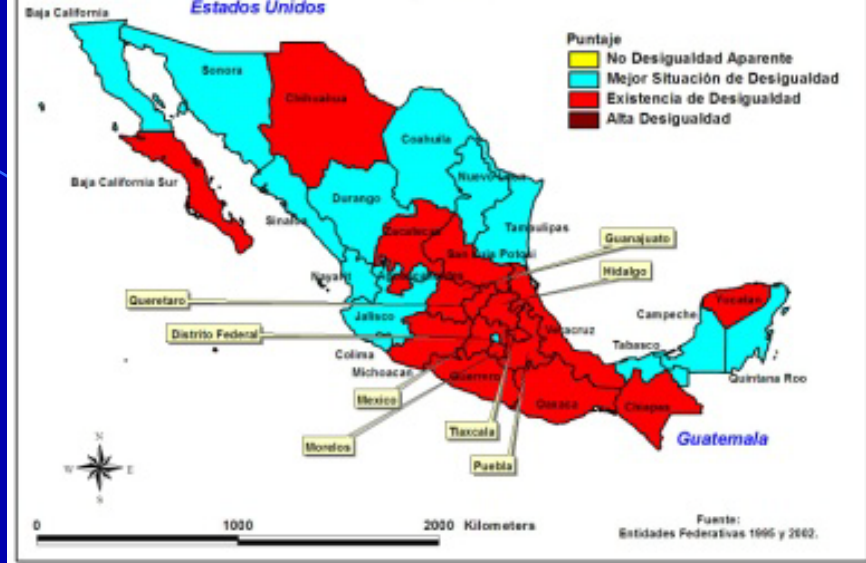 Estados Unidos
Baja California
Puntaje
No Desigualdad Aparente
Mejor Situación de Desigualdad
Existencia de Desigualdad
Alta Desigualdad
Sonora
Chihuahua
Coahuila
Baja California Sur
Nuevo Leon
Durango
Sinaloa
Tamaulipas
Zacatecas
Guanajuato
San Luis Potosi
Hidalgo
Nayarit
Queretaro
Yucatan
Jalisco
Campeche
Distrito Federal
Veracruz
Tabasco
Colima
Michoacan
Guerrero
Quintana Roo
Mexico
Oaxaca
Chiapas
Tlaxcala
Guatemala
Morelos
Puebla
N
W E
S
0 1000 2000 Kilometers
Fuente:
Entidades Federativas 1995 y 2002.